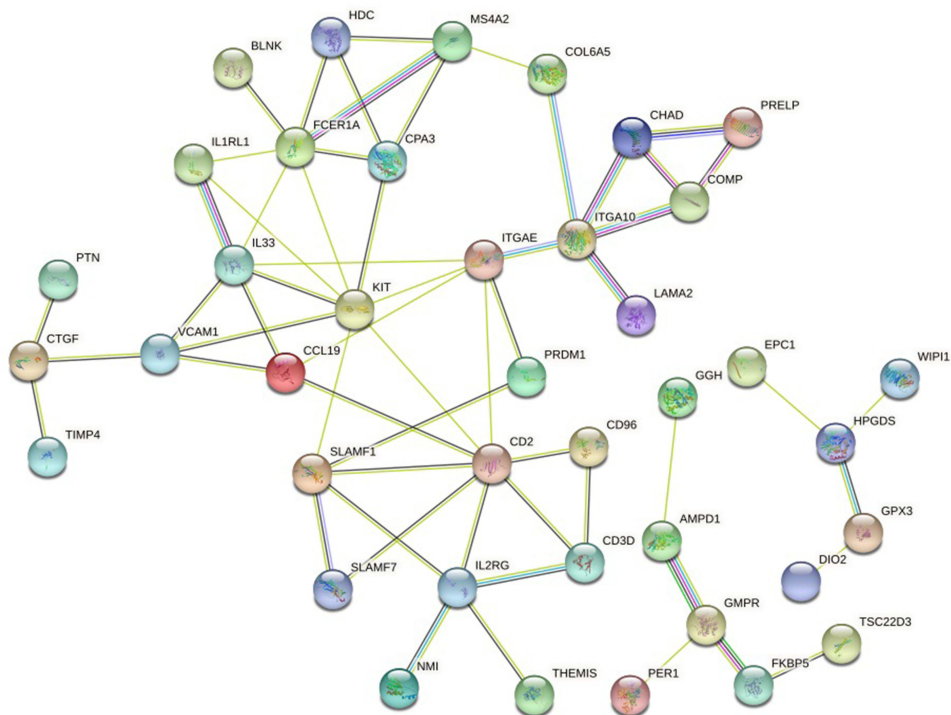 HDC
MS4A2
BLNK
COL6A5
FCER1A
CHAD
PRELP
IL1RL1
CPA3
COMP
ITGA10
IL33
ITGAE
PTN
KIT
LAMA2
VCAM1
CTGF
CCL19
PRDM1
EPC1
WIPI1
GGH
HPGDS
TIMP4
CD96
SLAMF1
CD2
GPX3
AMPD1
CD3D
DIO2
SLAMF7
IL2RG
GMPR
TSC22D3
NMI
THEMIS
PER1
FKBP5